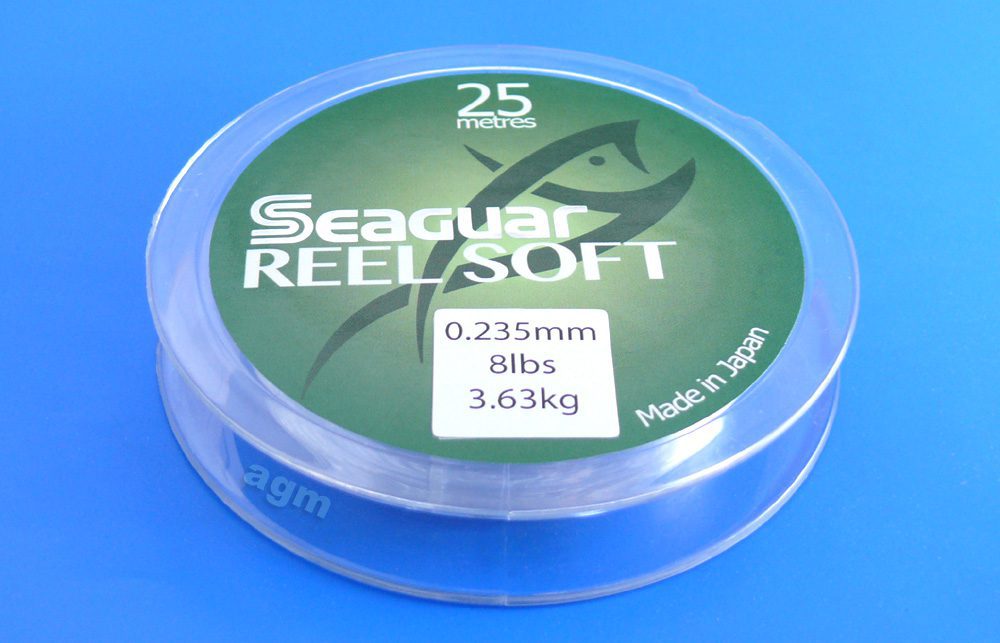 25
metres
Seaguar
REEL SOFT
0.235mm
8lbs
3.63kg
Made in Japan
agm